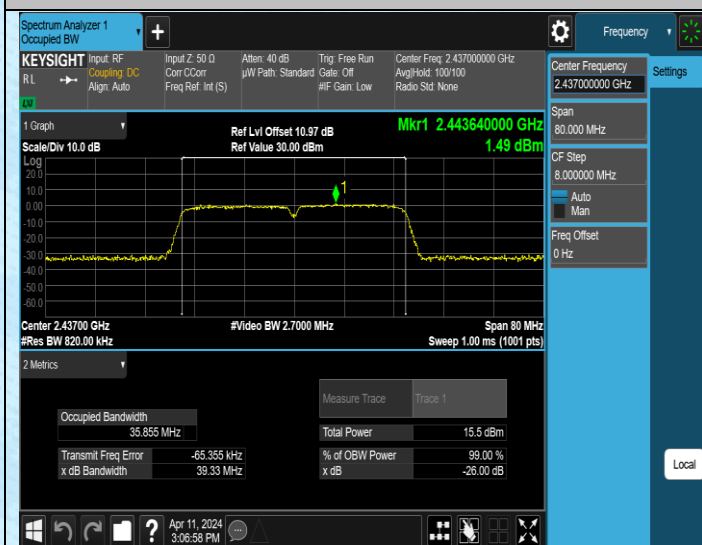 Spectrum Analyzer 1
Occupied BW
+
Frequency
KEYSIGHT
RL
Input: RF
Coupling: DC
Align: Auto
Input Z: 50 Ω
Corr CCorr
Freq Ref: Int (S)
Atten: 40 dB
µW Path: Standard
Trig: Free Run
Gate: Off
#IF Gain: Low
Center Freq: 2.437000000 GHz
Avg|Hold: 100/100
Radio Std: None
LW
Center Frequency
2.437000000 GHz
Settings
Span
80.000 MHz
CF Step
8.000000 MHz
Auto
Man
Freq Offset
0 Hz
1 Graph
Scale/Div 10.0 dB
Ref Lvl Offset 10.97 dB
Ref Value 30.00 dBm
Mkr1 2.443640000 GHz
1.49 dBm
Log
20.0
10.0
0.00
-10.0
-20.0
-30.0
-40.0
-50.0
-60.0
1
Center 2.43700 GHz
#Res BW 820.00 kHz
#Video BW 2.7000 MHz
Span 80 MHz
Sweep 1.00 ms (1001 pts)
2 Metrics
Measure Trace
Trace 1
Occupied Bandwidth
35.855 MHz
Total Power
15.5 dBm
Transmit Freq Error
-65.355 kHz
% of OBW Power
99.00 %
x dB Bandwidth
39.33 MHz
x dB
-26.00 dB
Local
?
Apr 11, 2024
3:06:58 PM